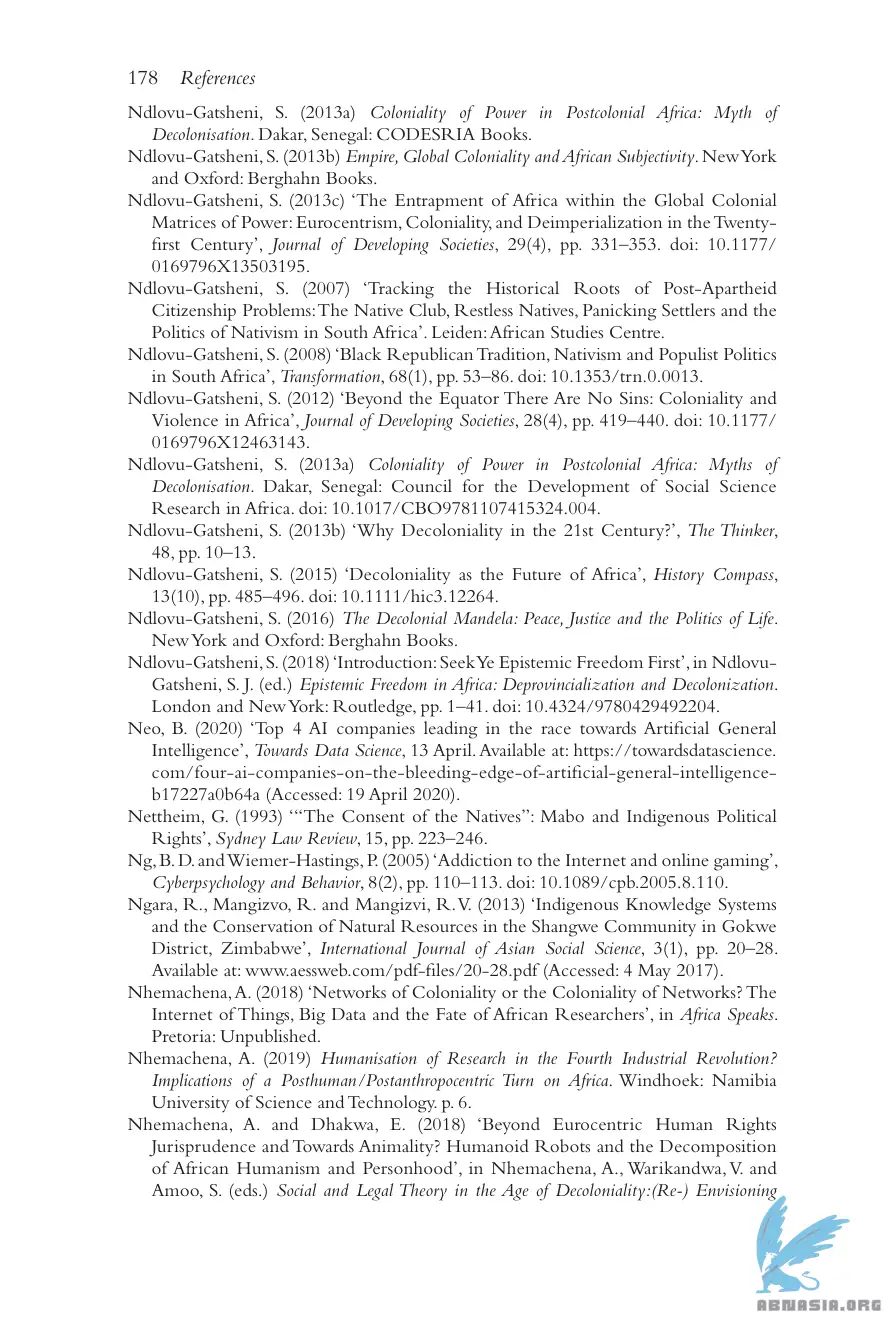 178 References
Ndlovu-Gatsheni, S. (2013a) Coloniality of Power in Postcolonial Africa: Myth of
Decolonisation. Dakar, Senegal: CODESRIA Books.
Ndlovu-Gatsheni, S. (2013b) Empire, Global Coloniality and African Subjectivity. New York
and Oxford: Berghahn Books.
Ndlovu-Gatsheni, S. (2013c) ‘The Entrapment of Africa within the Global Colonial
Matrices of Power: Eurocentrism, Coloniality, and Deimperialization in the Twenty-
first Century’, Journal of Developing Societies, 29(4), pp. 331–353. doi: 10.1177/
0169796X13503195.
Ndlovu-Gatsheni, S. (2007) ‘Tracking the Historical Roots of Post-Apartheid
Citizenship Problems: The Native Club, Restless Natives, Panicking Settlers and the
Politics of Nativism in South Africa’. Leiden: African Studies Centre.
Ndlovu-Gatsheni, S. (2008) ‘Black Republican Tradition, Nativism and Populist Politics
in South Africa’, Transformation, 68(1), pp. 53–86. doi: 10.1353/trn.0.0013.
Ndlovu-Gatsheni, S. (2012) ‘Beyond the Equator There Are No Sins: Coloniality and
Violence in Africa’, Journal of Developing Societies, 28(4), pp. 419–440. doi: 10.1177/
0169796X12463143.
Ndlovu-Gatsheni, S. (2013a) Coloniality of Power in Postcolonial Africa: Myths of
Decolonisation. Dakar, Senegal: Council for the Development of Social Science
Research in Africa. doi: 10.1017/CBO9781107415324.004.
Ndlovu-Gatsheni, S. (2013b) ‘Why Decoloniality in the 21st Century?’, The Thinker,
48, pp. 10–13.
Ndlovu-Gatsheni, S. (2015) ‘Decoloniality as the Future of Africa’, History Compass,
13(10), pp. 485–496. doi: 10.1111/hic3.12264.
Ndlovu-Gatsheni, S. (2016) The Decolonial Mandela: Peace, Justice and the Politics of Life.
New York and Oxford: Berghahn Books.
Ndlovu-Gatsheni, S. (2018) ‘Introduction: Seek Ye Epistemic Freedom First’, in Ndlovu-
Gatsheni, S. J. (ed.) Epistemic Freedom in Africa: Deprovincialization and Decolonization.
London and New York: Routledge, pp. 1–41. doi: 10.4324/9780429492204.
Neo, B. (2020) ‘Top 4 AI companies leading in the race towards Artificial General
Intelligence’, Towards Data Science, 13 April. Available at: https://towardsdatascience.
com/four-ai-companies-on-the-bleeding-edge-of-artificial-general-intelligence-
b17227a0b64a (Accessed: 19 April 2020).
Nettheim, G. (1993) ‘“The Consent of the Natives”: Mabo and Indigenous Political
Rights’, Sydney Law Review, 15, pp. 223–246.
Ng, B. D. and Wiemer-Hastings, P. (2005) ‘Addiction to the Internet and online gaming’,
Cyberpsychology and Behavior, 8(2), pp. 110–113. doi: 10.1089/cpb.2005.8.110.
Ngara, R., Mangizvo, R. and Mangizvi, R. V. (2013) ‘Indigenous Knowledge Systems
and the Conservation of Natural Resources in the Shangwe Community in Gokwe
District, Zimbabwe’, International Journal of Asian Social Science, 3(1), pp. 20–28.
Available at: www.aessweb.com/pdf-files/20-28.pdf (Accessed: 4 May 2017).
Nhemachena, A. (2018) ‘Networks of Coloniality or the Coloniality of Networks? The
Internet of Things, Big Data and the Fate of African Researchers’, in Africa Speaks.
Pretoria: Unpublished.
Nhemachena, A. (2019) Humanisation of Research in the Fourth Industrial Revolution?
Implications of a Posthuman/Postanthropocentric Turn on Africa. Windhoek: Namibia
University of Science and Technology. p. 6.
Nhemachena, A. and Dhakwa, E. (2018) ‘Beyond Eurocentric Human Rights
Jurisprudence and Towards Animality? Humanoid Robots and the Decomposition
of African Humanism and Personhood’, in Nhemachena, A., Warikandwa, V. and
Amoo, S. (eds.) Social and Legal Theory in the Age of Decoloniality:(Re-) Envisioning
ABNASIA.ORG